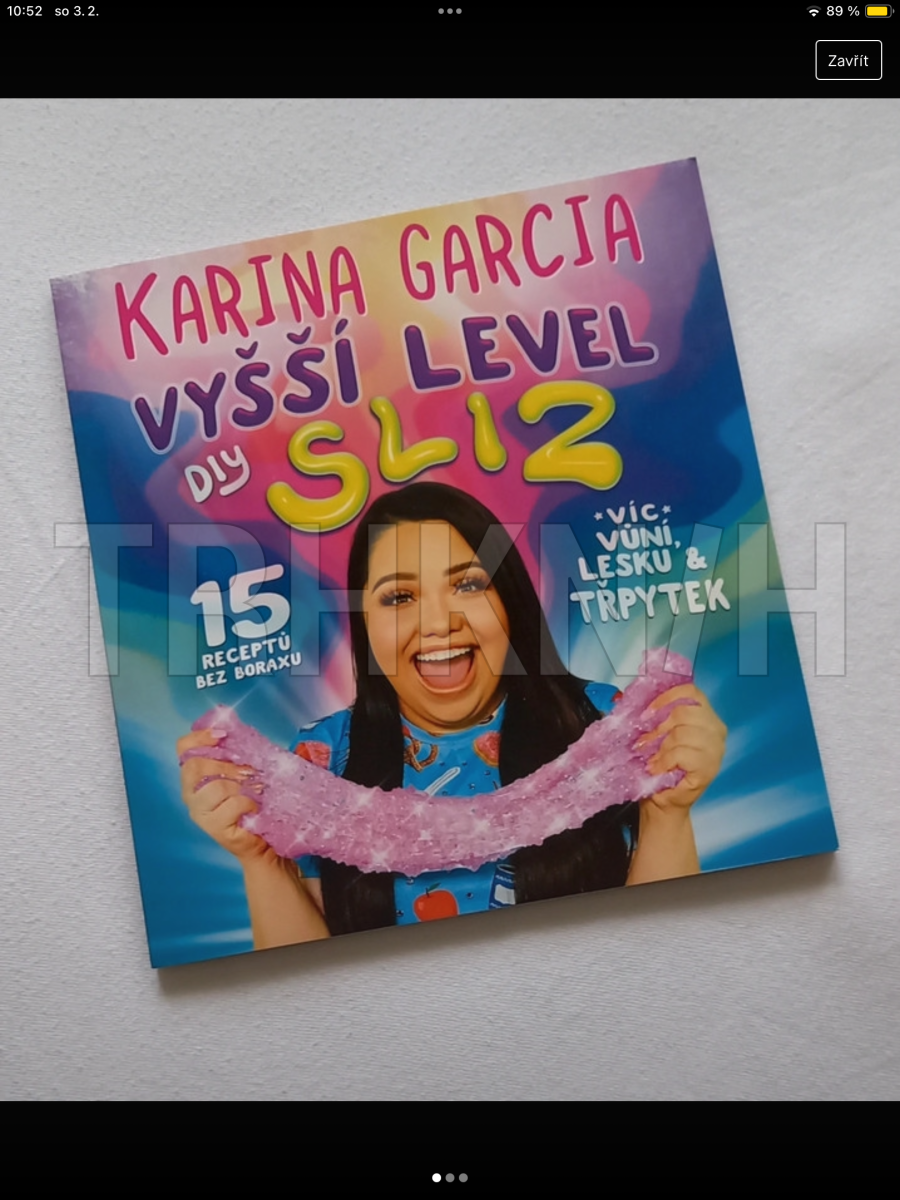 10:52 so 3. 2.
89 %
Zavřít
KARINA GARCIA
VYŠŠÍ LEVEL
DIY SLIZ
VÍC
VŮNÍ,
LESKU &
TŘPYTEK
15
RECEPTŮ
BEZ BORAXU